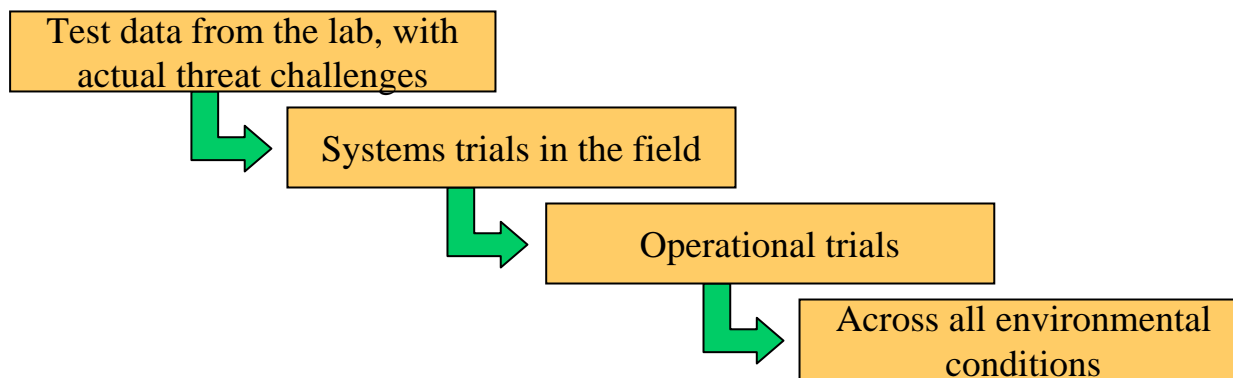 Test data from the lab, with
actual threat challenges
Systems trials in the field
Operational trials
Across all environmental
conditions